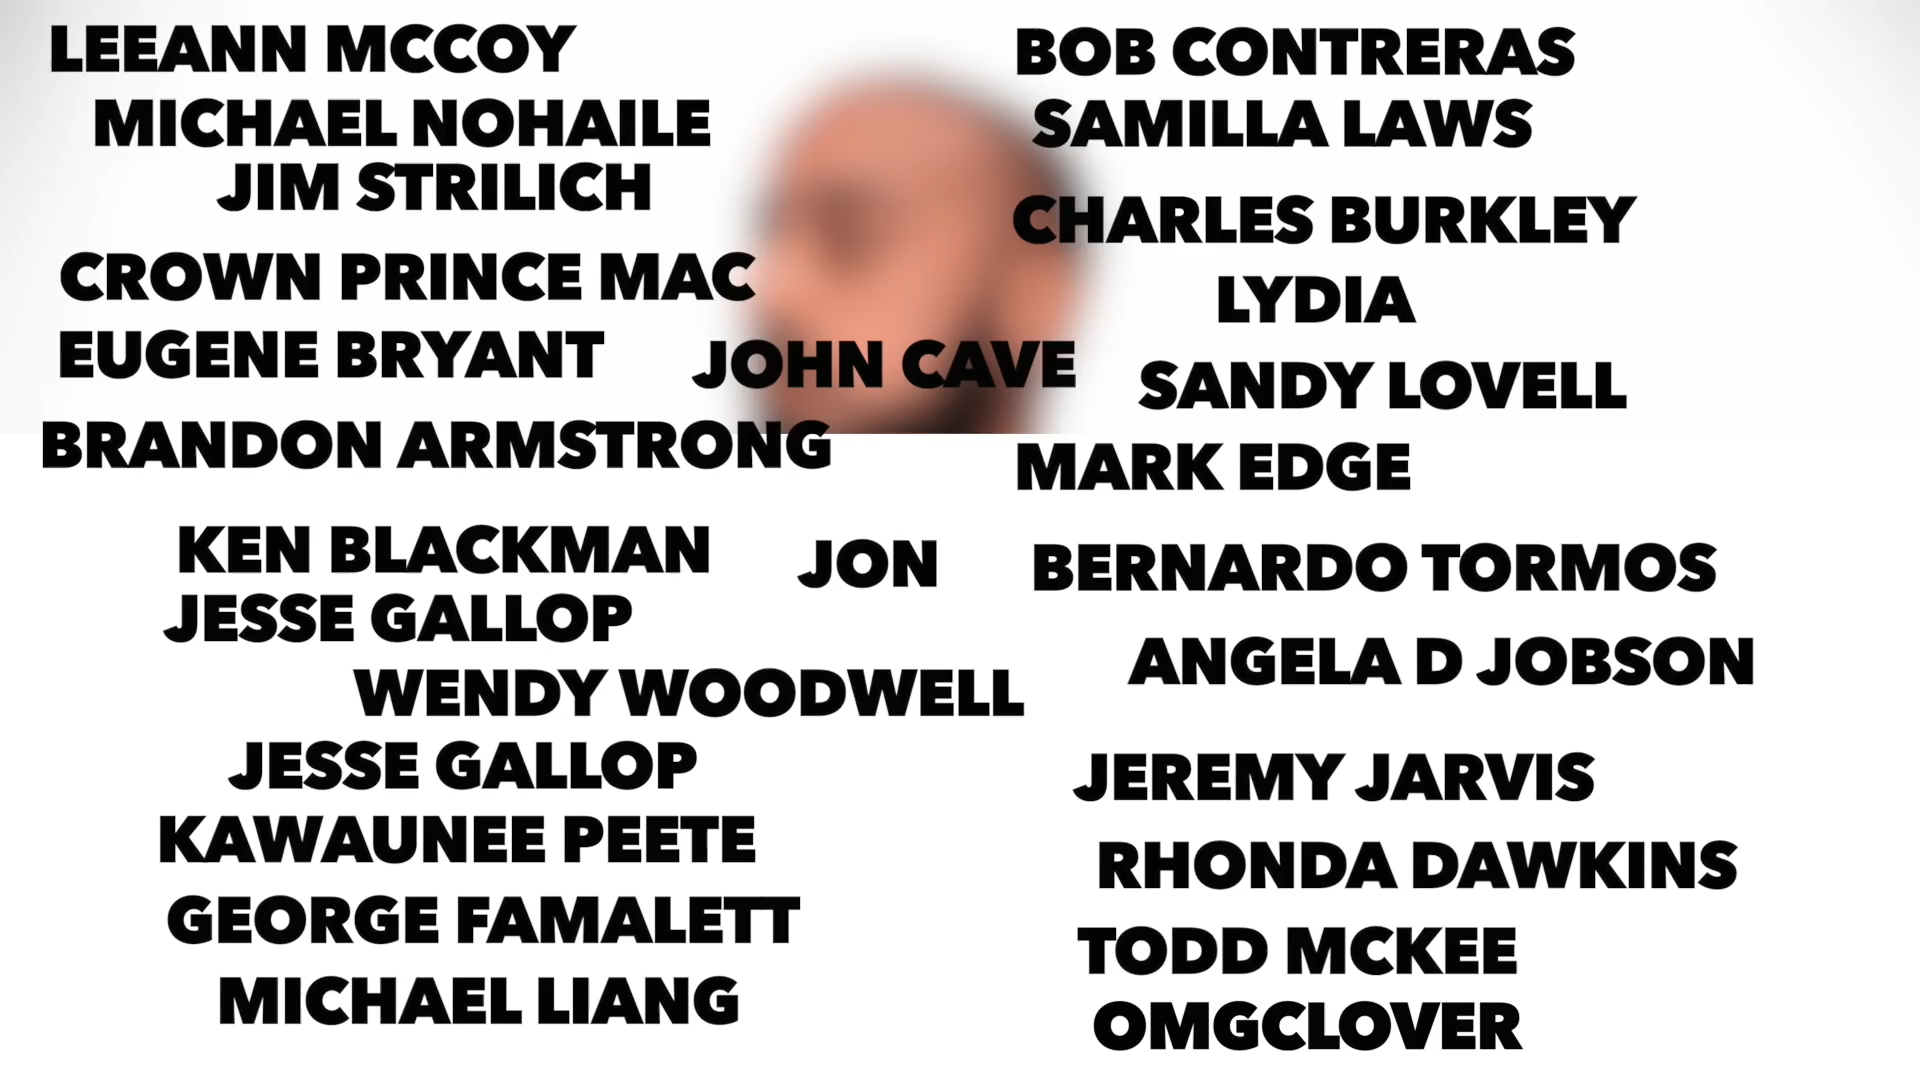 LEEANN MCCOY
MICHAEL NOHAILE
JIM STRILICH
CROWN PRINCE MAC
EUGENE BRYANT
JOHN CAVE
BRANDON ARMSTRONG
KEN BLACKMAN
JON
JESSE GALLOP
WENDY WOODWELL
JESSE GALLOP
KAWAUNEE PEETE
GEORGE FAMALETT
MICHAEL LIANG
BOB CONTRERAS
SAMILLA LAWS
CHARLES BURKLEY
LYDIA
SANDY LOVELL
MARK EDGE
BERNARDO TORMOS
ANGELA D JOBSON
JEREMY JARVIS
RHONDA DAWKINS
TODD MCKEE
OMGCLOVER